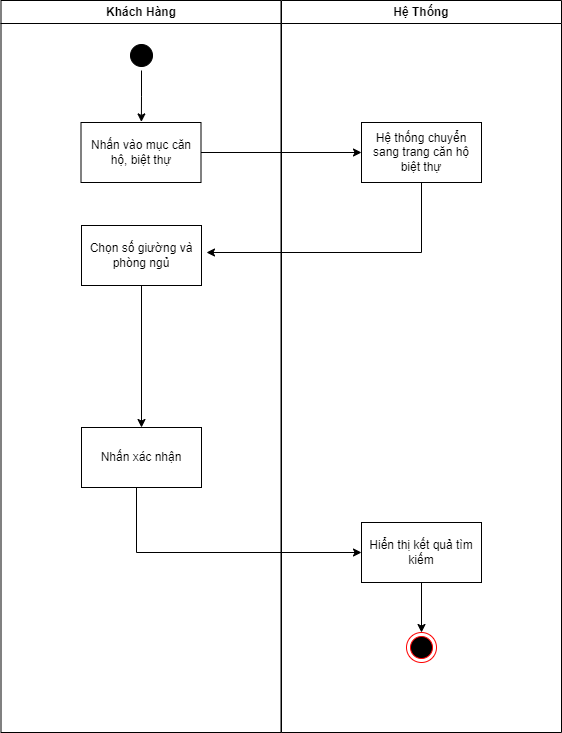 Khách Hàng
Hệ Thống
Nhấn vào mục căn
hộ, biệt thự
Hệ thống chuyển
sang trang căn hộ
biệt thự
Chọn số giường và
phòng ngủ
Nhấn xác nhận
Hiển thị kết quả tìm
kiếm